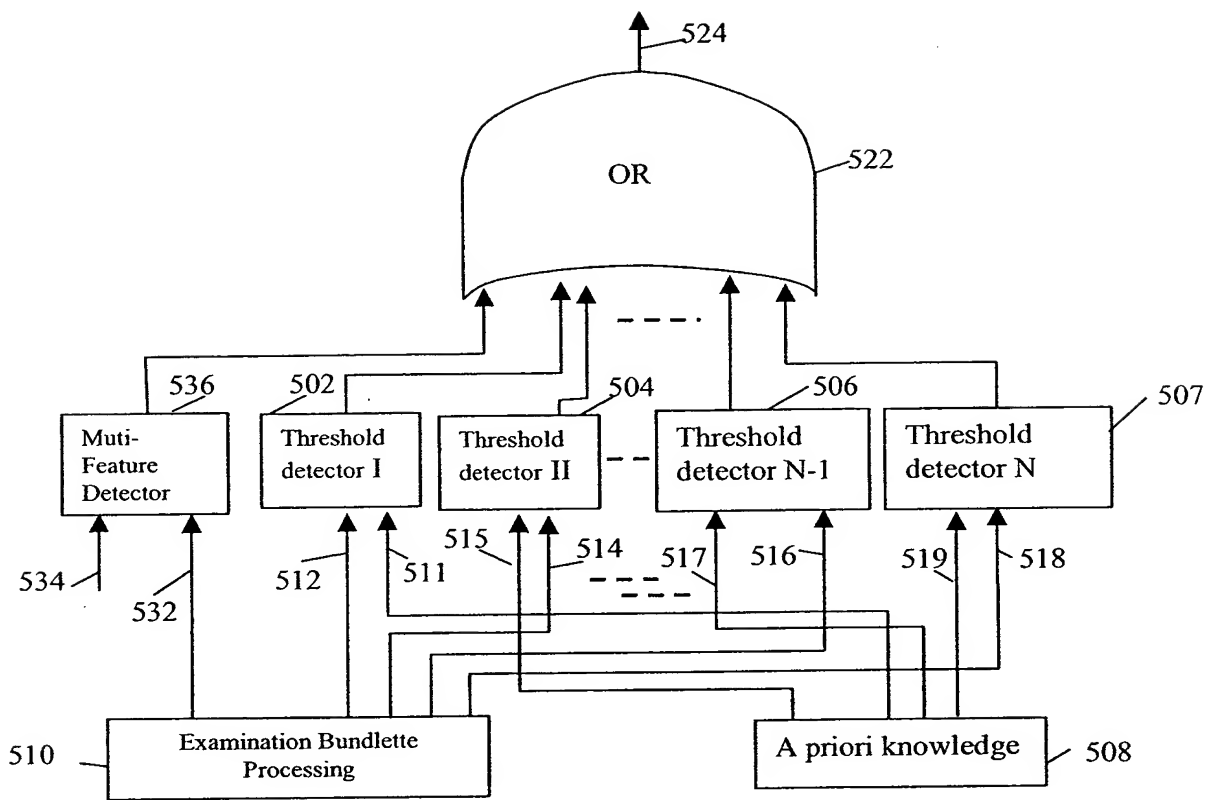 524
OR
522
536
502
504
506
507
Muti-
Feature
Detector
Threshold
detector I
Threshold
detector II
Threshold
detector N-1
Threshold
detector N
534
532
512
511
515
514
517
516
519
518
510
Examination Bundlette
Processing
A priori knowledge
508